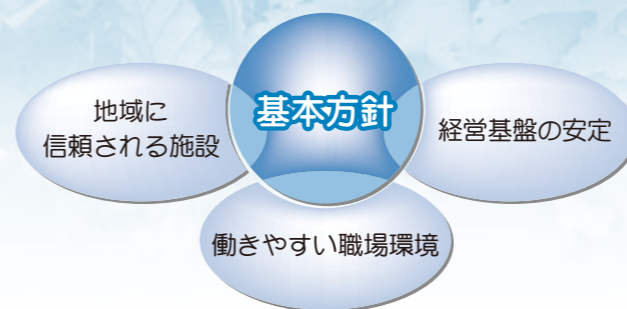 基本方針
地域に
信頼される施設
経営基盤の安定
働きやすい職場環境